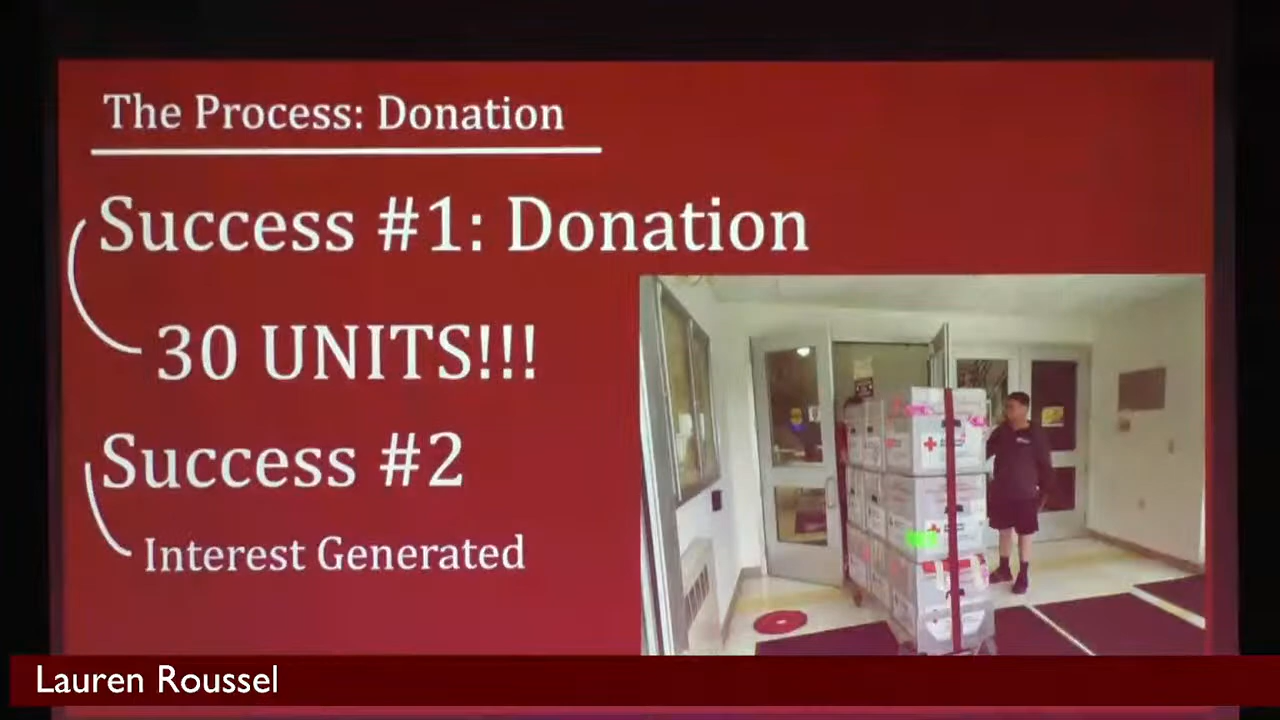 The Process: Donation
Success #1: Donation
30 UNITS!!!
Success #2
Interest Generated
Lauren Roussel